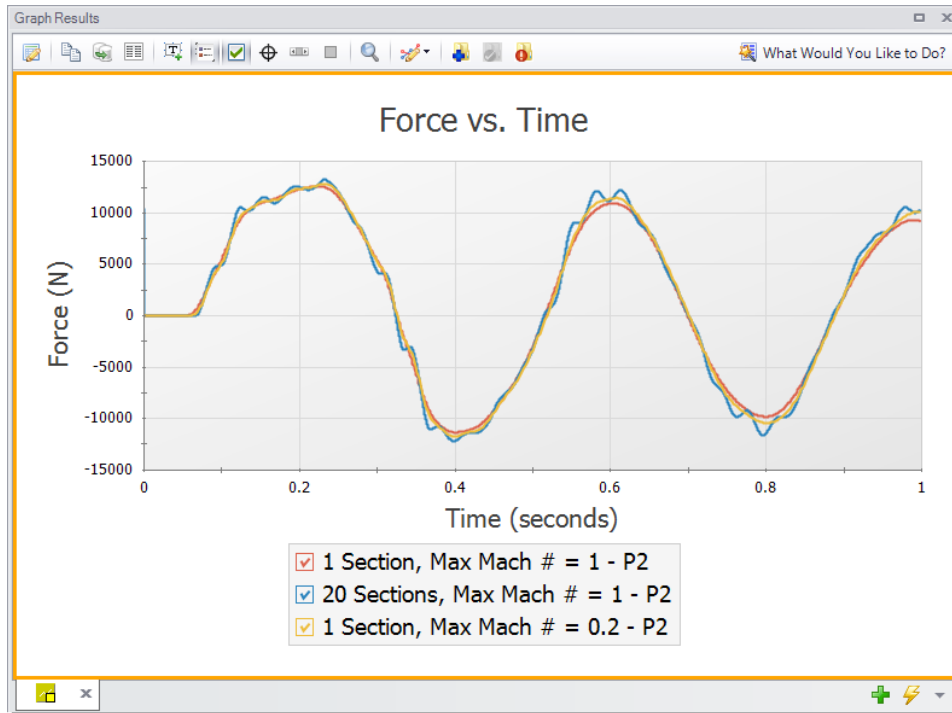 Graph Results
What Would You Like to Do?
Force vs. Time
15000
10000
5000
0
-5000
-10000
-15000
Force (N)
0 0.2 0.4 0.6 0.8 1
Time (seconds)
1 Section, Max Mach # = 1 - P2
20 Sections, Max Mach # = 1 - P2
1 Section, Max Mach # = 0.2 - P2